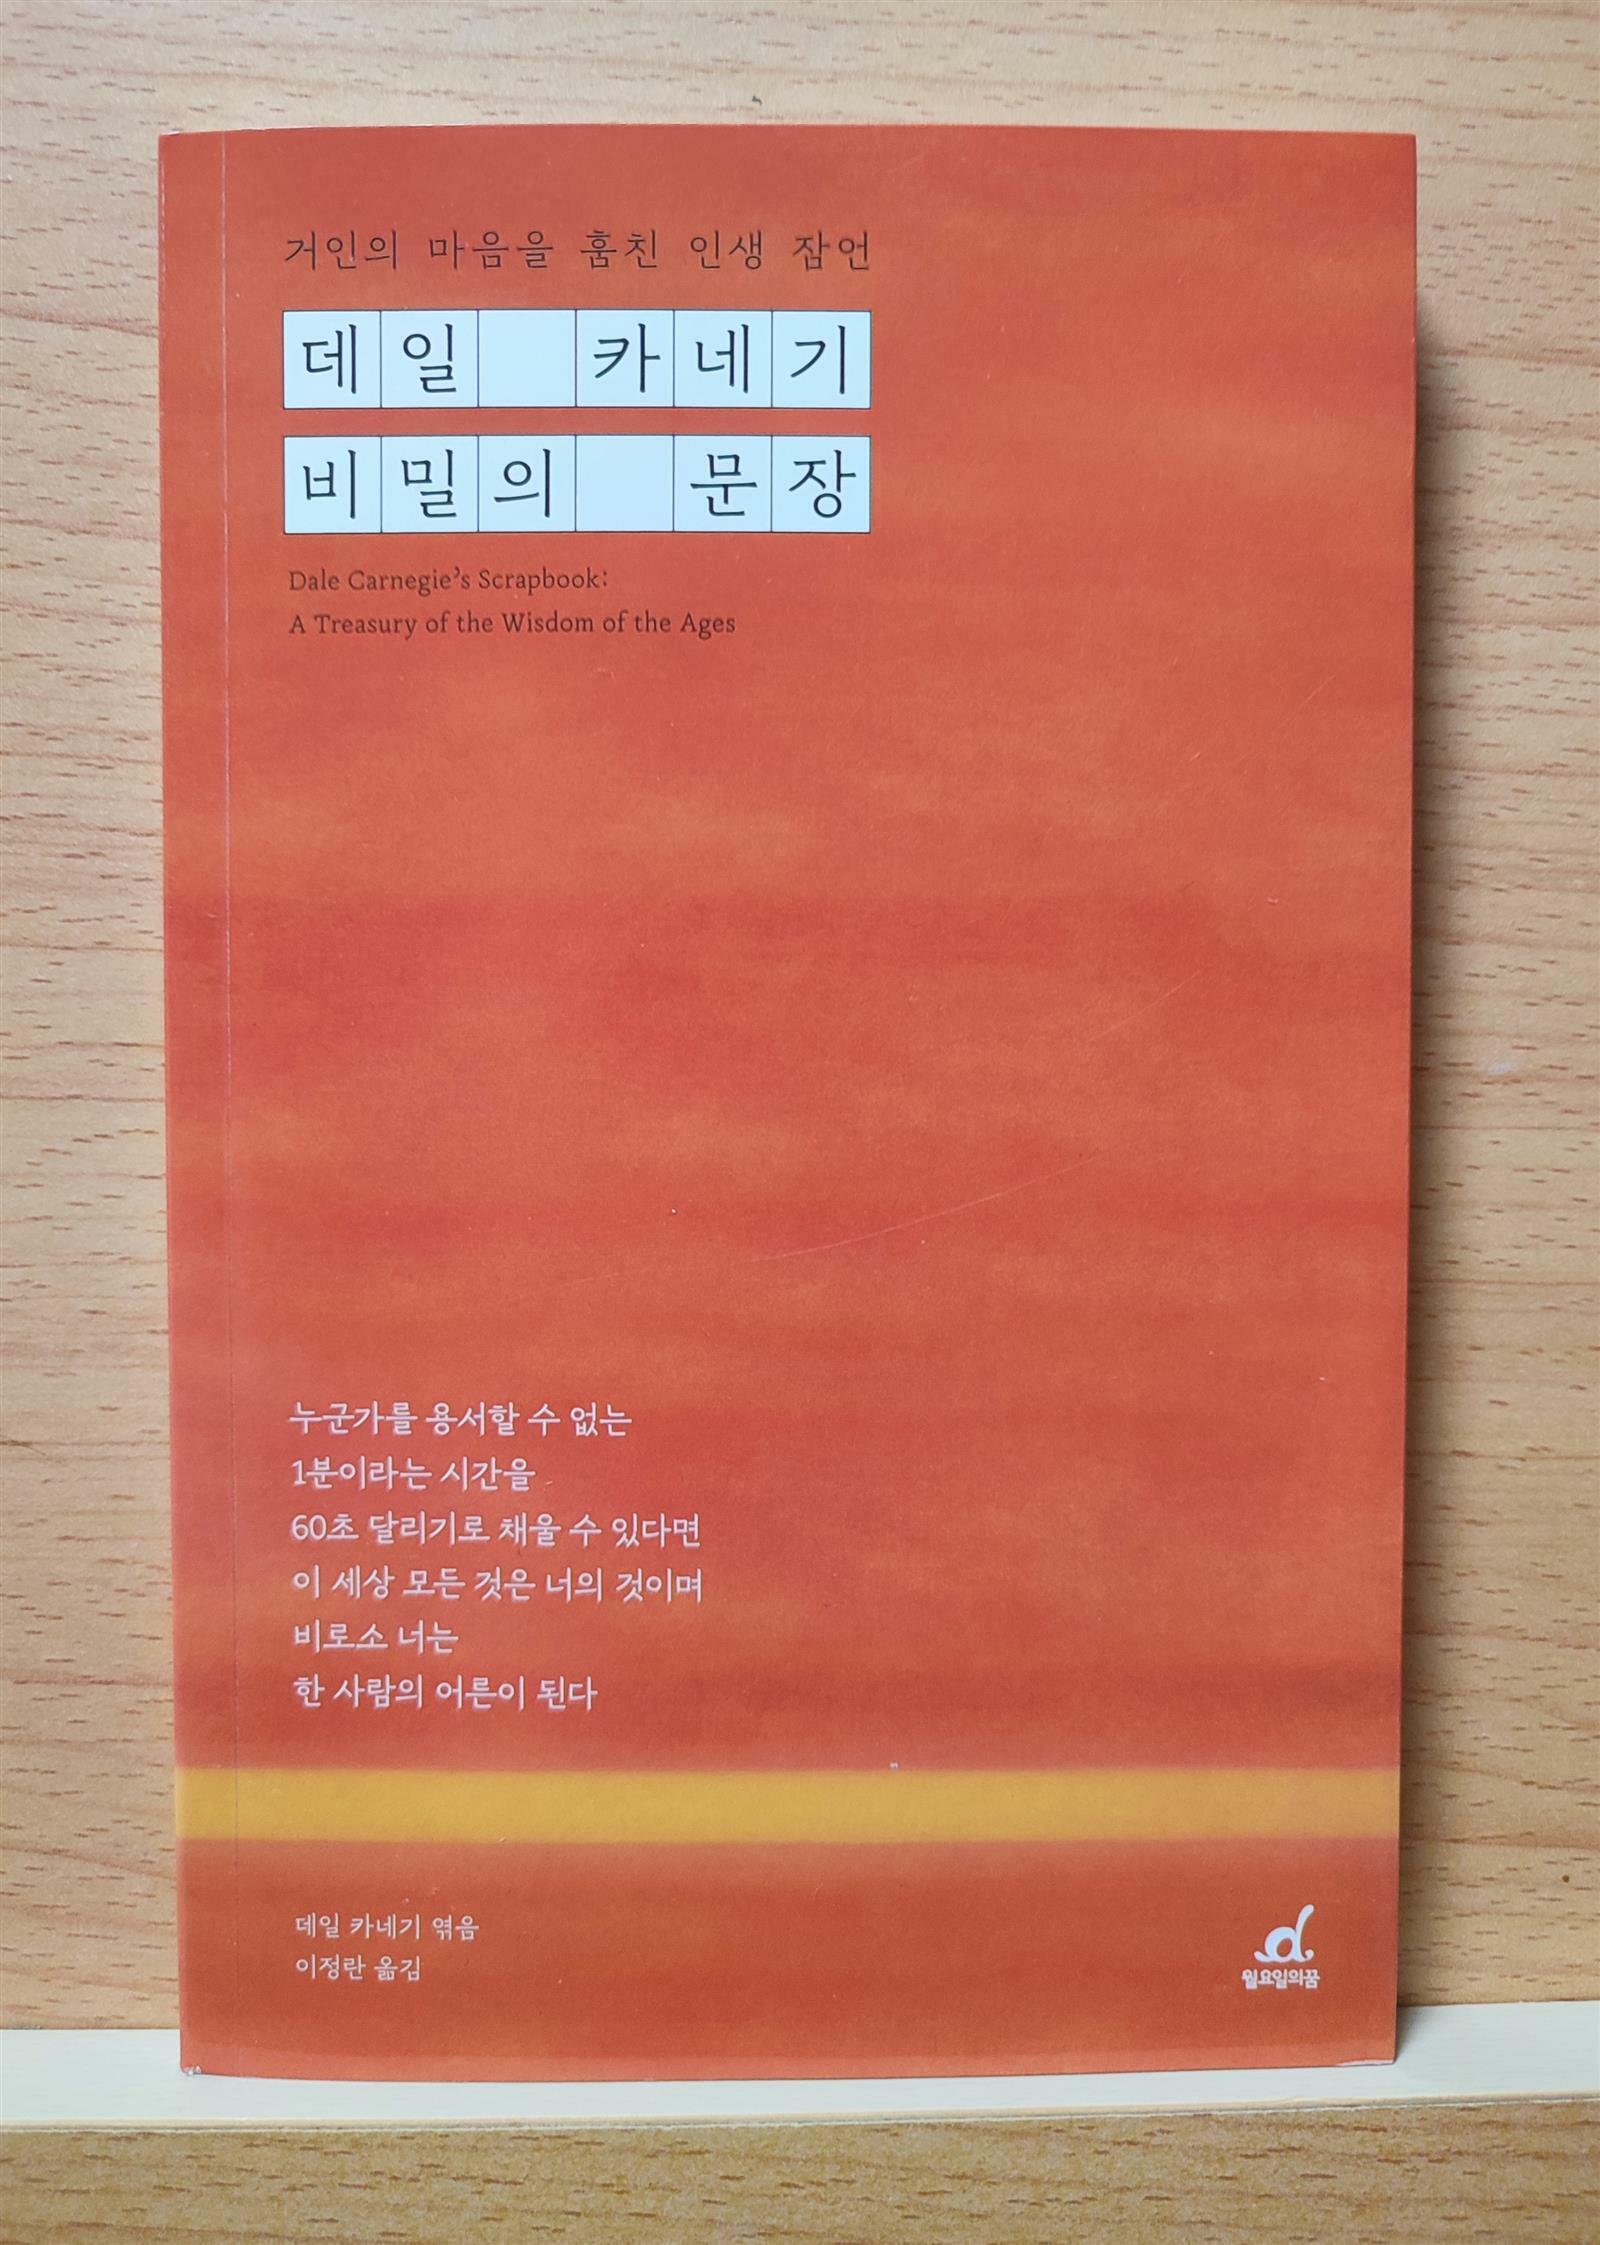 거인의 마음을 훔친 인생 잠언
데일 카네기
비밀의 문장
Dale Carnegie’s Scrapbook:
A Treasury of the Wisdom of the Ages
누군가를 용서할 수 없는
1분이라는 시간을
60초 달리기로 채울 수 있다면
이 세상 모든 것은 너의 것이며
비로소 너는
한 사람의 어른이 된다
데일 카네기 엮음
이정란 옮김
월요일의꿈